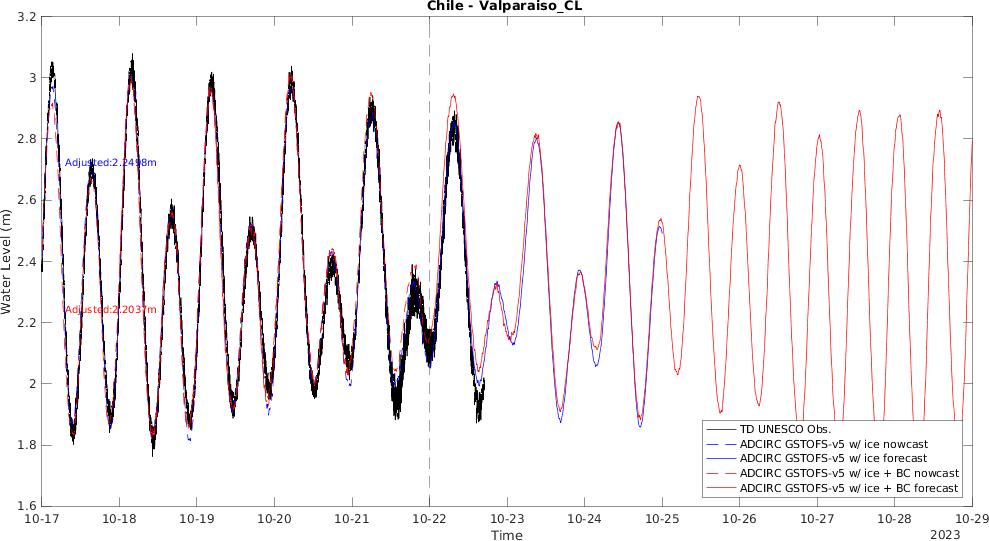 Chile - Valparaiso_CL
3.2
3
2.8
2.6
2.4
2.2
2
1.8
1.6
Water Level (m)
Adjusted:2.2498m
Adjusted:2.2037m
TD UNESCO Obs.
ADCIRC GSTOFS-v5 w/ ice nowcast
ADCIRC GSTOFS-v5 w/ ice forecast
ADCIRC GSTOFS-v5 w/ ice + BC nowcast
ADCIRC GSTOFS-v5 w/ ice + BC forecast
10-17 10-18 10-19 10-20 10-21 10-22 10-23 10-24 10-25 10-26 10-27 10-28 10-29
Time
2023